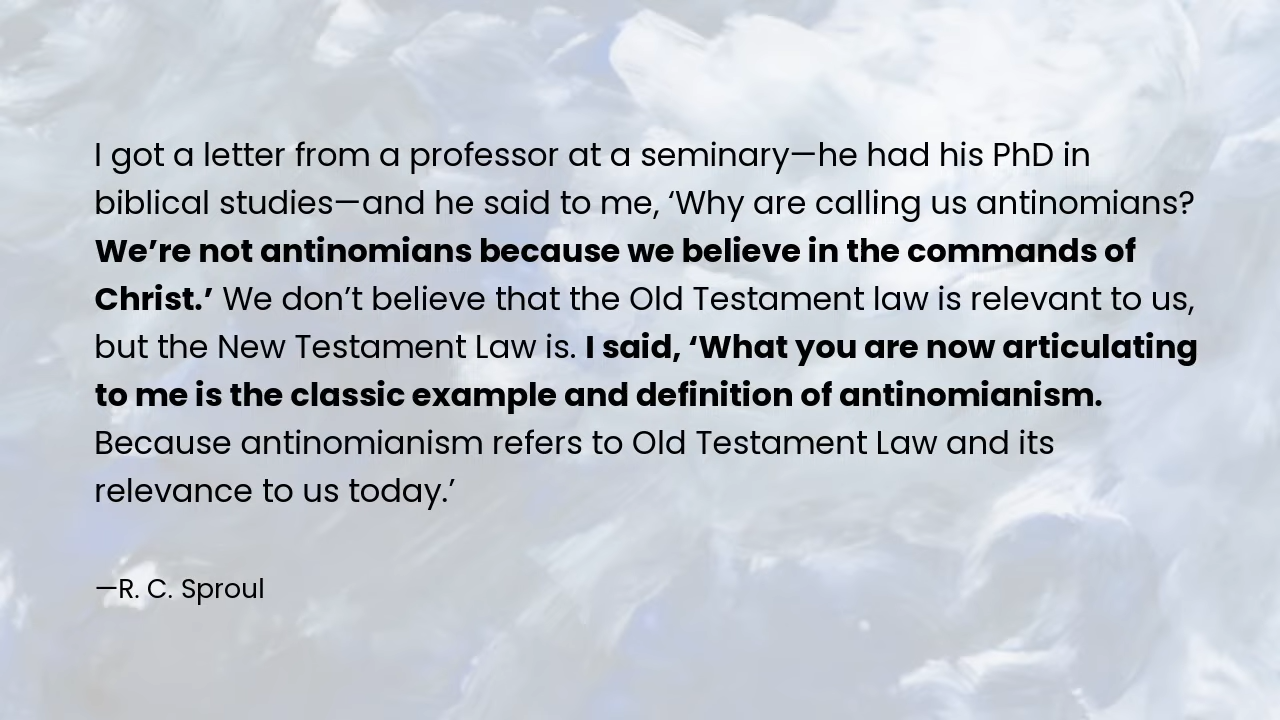 I got a letter from a professor at a seminary—he had his PhD in
biblical studies—and he said to me, ‘Why are calling us antinomians?
We’re not antinomians because we believe in the commands of
Christ.’ We don’t believe that the Old Testament law is relevant to us,
but the New Testament Law is. I said, ‘What you are now articulating
to me is the classic example and definition of antinomianism.
Because antinomianism refers to Old Testament Law and its
relevance to us today.’
—R. C. Sproul